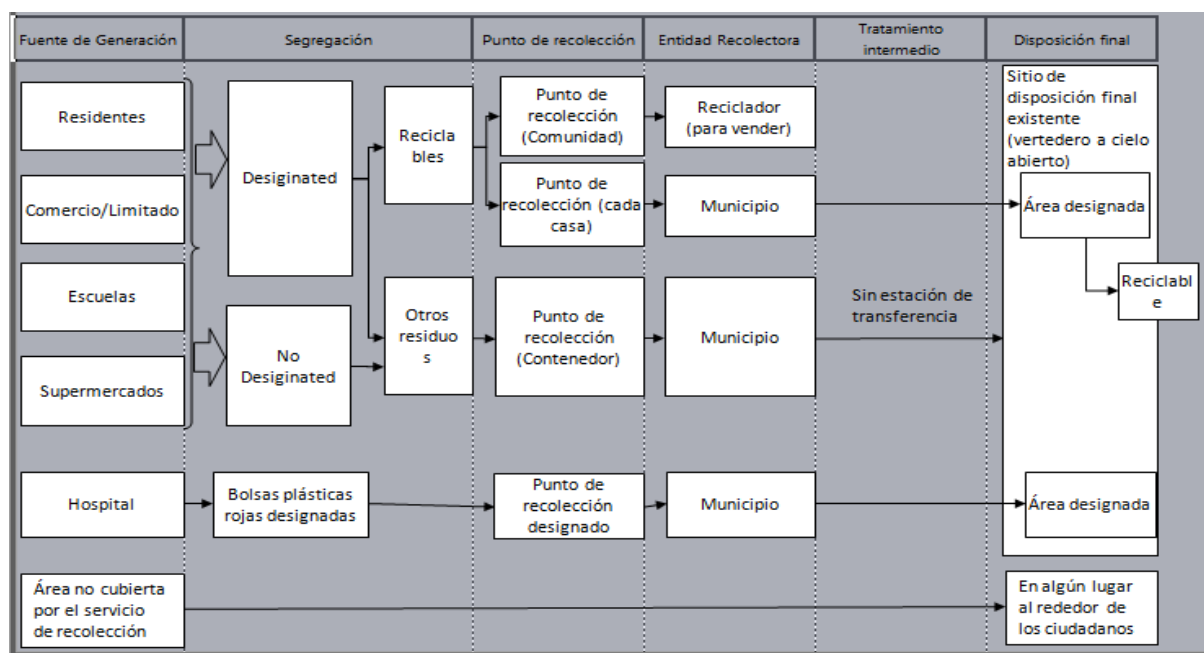 Fuente de Generación
Segregación
Punto de recolección
Entidad Recolectora
Tratamiento
intermedio
Disposición final
Residentes
Comercio/Limitado
Escuelas
Supermercados
Desiginated
No
Desiginated
Recicla
bles
Otros
residuo
s
Punto de
recolección
(Comunidad)
Punto de
recolección (cada
casa)
Punto de
recolección
(Contenedor)
Reciclador
(para vender)
Municipio
Municipio
Sin estación de
transferencia
Sitio de
disposición final
existente
(vertedero a cielo
abierto)
Área designada
Reciclabl
e
Hospital
Bolsas plásticas
rojas designadas
Punto de
recolección
designado
Municipio
Área designada
Área no cubierta
por el servicio
de recolección
En algún lugar
al rededor de
los ciudadanos